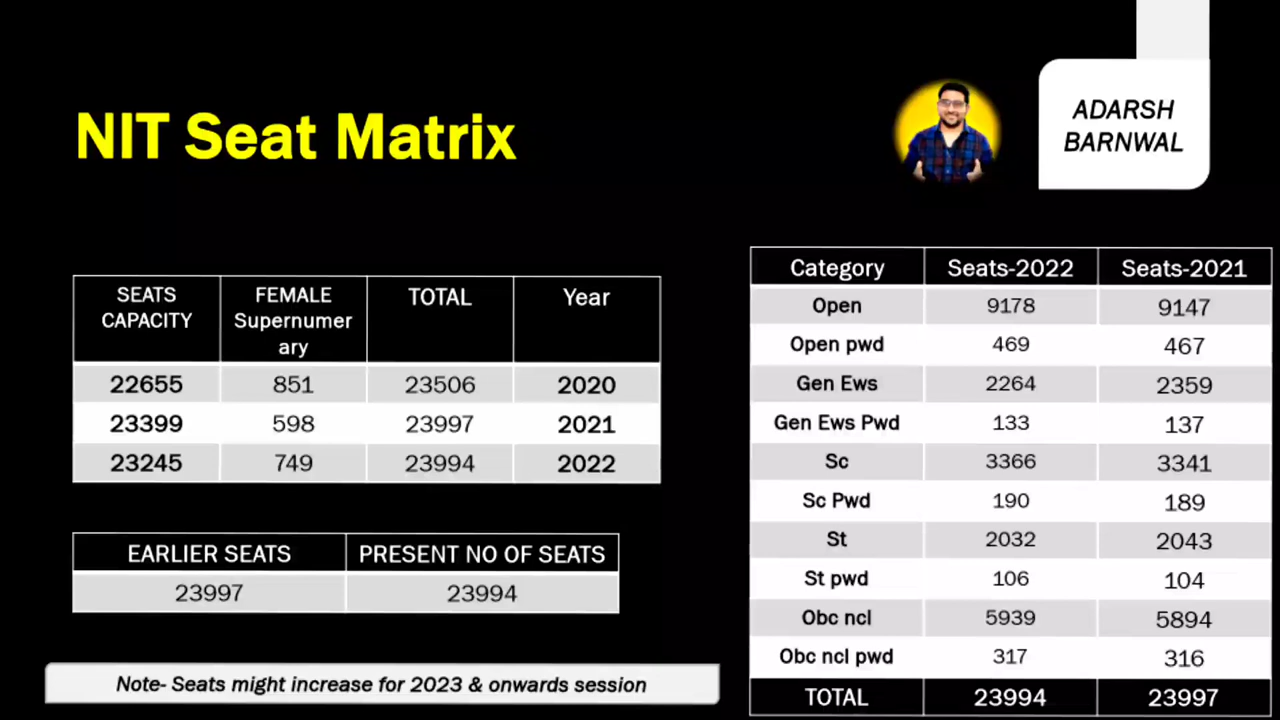 NIT Seat Matrix
ADARSH
BARNWAL
SEATS CAPACITY FEMALE Supernumer ary TOTAL Year
22655 851 23506 2020
23399 598 23997 2021
23245 749 23994 2022
EARLIER SEATS PRESENT NO OF SEATS
23997 23994
Note- Seats might increase for 2023 & onwards session
Category Seats-2022 Seats-2021
Open 9178 9147
Open pwd 469 467
Gen Ews 2264 2359
Gen Ews Pwd 133 137
Sc 3366 3341
Sc Pwd 190 189
St 2032 2043
St pwd 106 104
Obc ncl 5939 5894
Obc ncl pwd 317 316
TOTAL 23994 23997